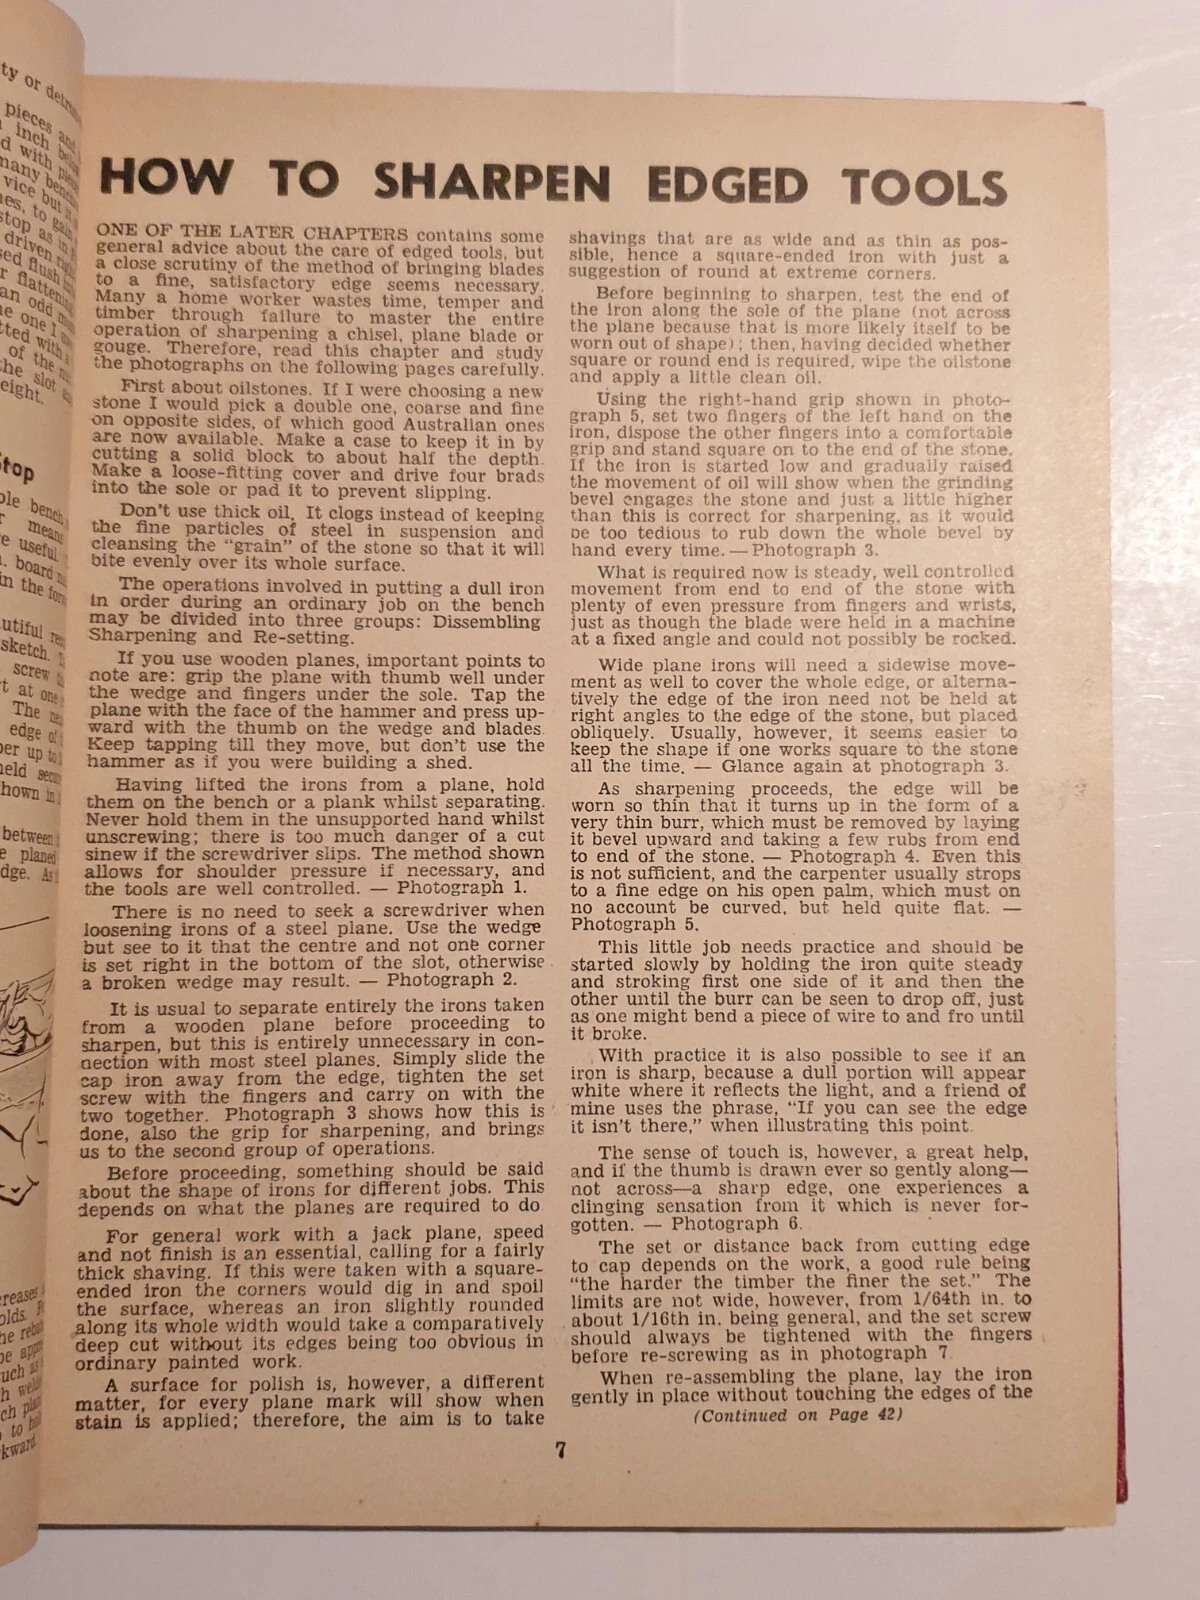 HOW TO SHARPEN EDGED TOOLS
ONE OF THE LATER CHAPTERS contains some
general advice about the care of edged tools, but
a close scrutiny of the method of bringing blades
to a fine, satisfactory edge seems necessary.
Many a home worker wastes time, temper and
timber through failure to master the entire
operation of sharpening a chisel, plane blade or
gouge. Therefore, read this chapter and study
the photographs on the following pages carefully.
First about oilstones. If I were choosing a new
stone I would pick a double one, coarse and fine
on opposite sides, of which good Australian ones
are now available. Make a case to keep it in by
cutting a solid block to about half the depth.
Make a loose-fitting cover and drive four brads
into the sole or pad it to prevent slipping.
Don't use thick oil. It clogs instead of keeping
the fine particles of steel in suspension and
cleansing the "grain" of the stone so that it will
bite evenly over its whole surface.
The operations involved in putting a dull iron
in order during an ordinary job on the bench
may be divided into three groups: Dissembling
Sharpening and Re-setting.
If you use wooden planes, important points to
note are: grip the plane with thumb well under
the wedge and fingers under the sole. Tap the
plane with the face of the hammer and press up-
ward with the thumb on the wedge and blades.
Keep tapping till they move, but don't use the
hammer as if you were building a shed.
Having lifted the irons from a plane, hold
them on the bench or a plank whilst separating.
Never hold them in the unsupported hand whilst
unscrewing; there is too much danger of a cut
sinew if the screwdriver slips. The method shown
allows for shoulder pressure if necessary, and
the tools are well controlled. — Photograph 1.
There is no need to seek a screwdriver when
loosening irons of a steel plane. Use the wedge
but see to it that the centre and not one corner
is set right in the bottom of the slot, otherwise
a broken wedge may result. — Photograph 2.
It is usual to separate entirely the irons taken
from a wooden plane before proceeding to
sharpen, but this is entirely unnecessary in con-
nection with most steel planes. Simply slide the
cap iron away from the edge, tighten the set
screw with the fingers and carry on with the
two together. Photograph 3 shows how this is
done, also the grip for sharpening, and brings
us to the second group of operations.
Before proceeding, something should be said
about the shape of irons for different jobs. This
depends on what the planes are required to do
For general work with a jack plane, speed
and not finish is an essential, calling for a fairly
thick shaving. If this were taken with a square-
ended iron the corners would dig in and spoil
the surface, whereas an iron slightly rounded
along its whole width would take a comparatively
deep cut without its edges being too obvious in
ordinary painted work.
A surface for polish is, however, a different
matter, for every plane mark will show when
stain is applied; therefore, the aim is to take
shavings that are as wide and as thin as pos-
sible, hence a square-ended iron with just a
suggestion of round at extreme corners.
Before beginning to sharpen, test the end of
the iron along the sole of the plane (not across
the plane because that is more likely itself to be
worn out of shape); then, having decided whether
square or round end is required, wipe the oilstone
and apply a little clean oil.
Using the right-hand grip shown in photo-
graph 5, set two fingers of the left hand on the
iron, dispose the other fingers into a comfortable
grip and stand square on to the end of the stone.
If the iron is started low and gradually raised
the movement of oil will show when the grinding
bevel engages the stone and just a little higher
than this is correct for sharpening, as it would
be too tedious to rub down the whole bevel by
hand every time. — Photograph 3.
What is required now is steady, well controlled
movement from end to end of the stone with
plenty of even pressure from fingers and wrists,
just as though the blade were held in a machine
at a fixed angle and could not possibly be rocked.
Wide plane irons will need a sidewise move-
ment as well to cover the whole edge, or alterna-
tively the edge of the iron need not be held at
right angles to the edge of the stone, but placed
obliquely. Usually, however, it seems easier to
keep the shape if one works square to the stone
all the time. — Glance again at photograph 3.
As sharpening proceeds, the edge will be
worn so thin that it turns up in the form of a
very thin burr, which must be removed by laying
it bevel upward and taking a few rubs from end
to end of the stone. — Photograph 4. Even this
is not sufficient, and the carpenter usually strops
to a fine edge on his open palm, which must on
no account be curved, but held quite flat. —
Photograph 5.
This little job needs practice and should be
started slowly by holding the iron quite steady
and stroking first one side of it and then the
other until the burr can be seen to drop off, just
as one might bend a piece of wire to and fro until
it broke.
With practice it is also possible to see if an
iron is sharp, because a dull portion will appear
white where it reflects the light, and a friend of
mine uses the phrase, "If you can see the edge
it isn't there," when illustrating this point.
The sense of touch is, however, a great help,
and if the thumb is drawn ever so gently along—
not across—a sharp edge, one experiences a
clinging sensation from it which is never for-
gotten. — Photograph 6.
The set or distance back from cutting edge
to cap depends on the work, a good rule being
"the harder the timber the finer the set." The
limits are not wide, however, from 1/64th in. to
about 1/16th in. being general, and the set screw
should always be tightened with the fingers
before re-screwing as in photograph 7
When re-assembling the plane, lay the iron
gently in place without touching the edges of the
(Continued on Page 42)
7